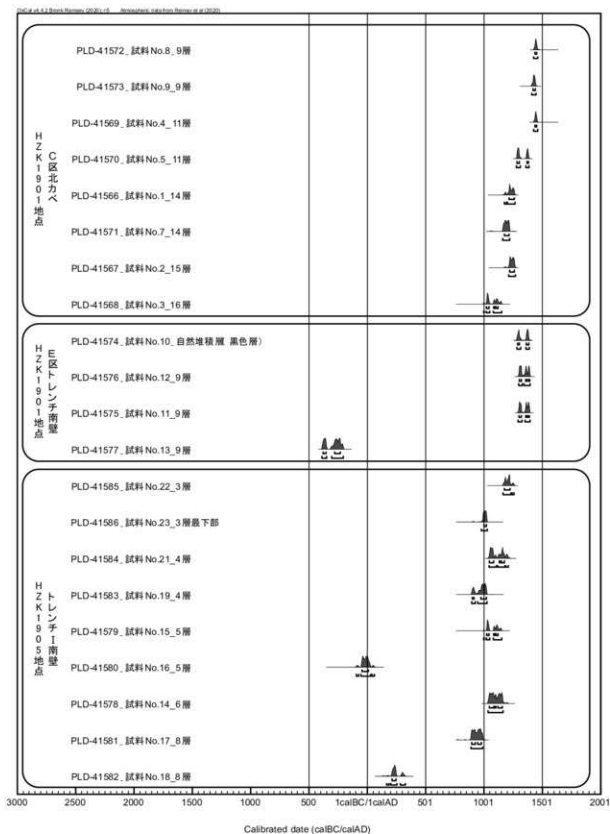 OxCal v4.4.2 Bronk Ramsey (2020); r:5 Atmospheric data from Reimer et al (2020)
HZK1901地点
C区北カベ
PLD-41572_試料No.8_9層
PLD-41573_試料No.9_9層
PLD-41569_試料No.4_11層
PLD-41570_試料No.5_11層
PLD-41566_試料No.1_14層
PLD-41571_試料No.7_14層
PLD-41567_試料No.2_15層
PLD-41568_試料No.3_16層
HZK1901地点
E区トレンチ南壁
PLD-41574_試料No.10_自然堆積層 黒色層)
PLD-41576_試料No.12_9層
PLD-41575_試料No.11_9層
PLD-41577_試料No.13_9層
HZK1905地点
トレンチI南壁
PLD-41585_試料No.22_3層
PLD-41586_試料No.23_3層最下部
PLD-41584_試料No.21_4層
PLD-41583_試料No.19_4層
PLD-41579_試料No.15_5層
PLD-41580_試料No.16_5層
PLD-41578_試料No.14_6層
PLD-41581_試料No.17_8層
PLD-41582_試料No.18_8層
3000 2500 2000 1500 1000 500 1calBC/1calAD 501 1001 1501 2001
Calibrated date (calBC/calAD)